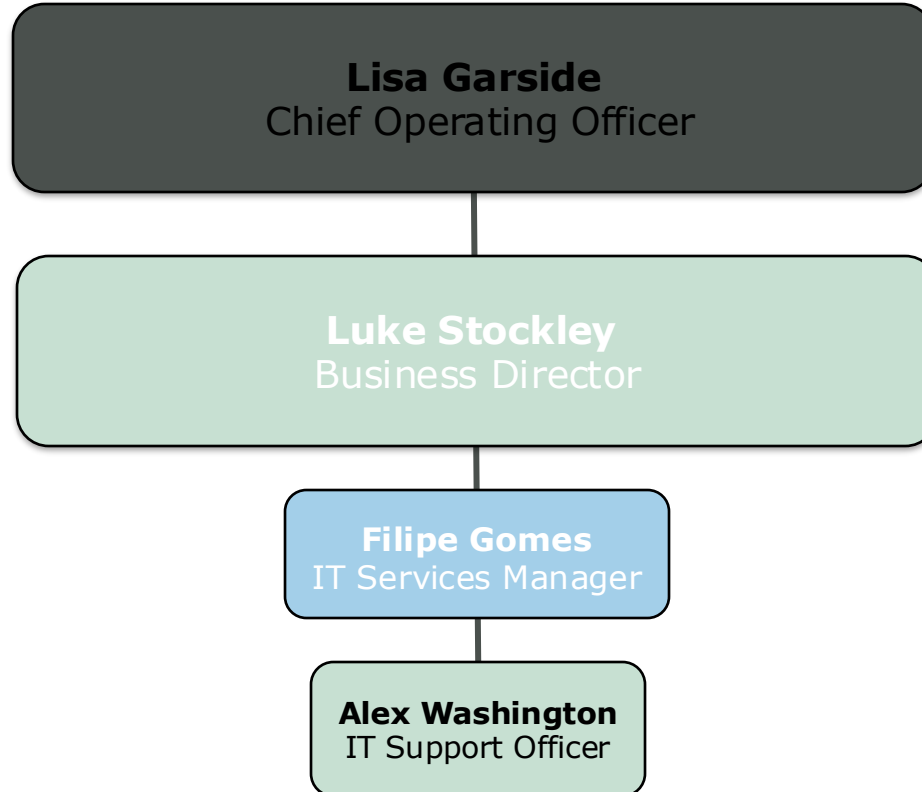 Lisa Garside
Chief Operating Officer
Luke Stockley
Business Director
Filipe Gomes
IT Services Manager
Alex Washington
IT Support Officer